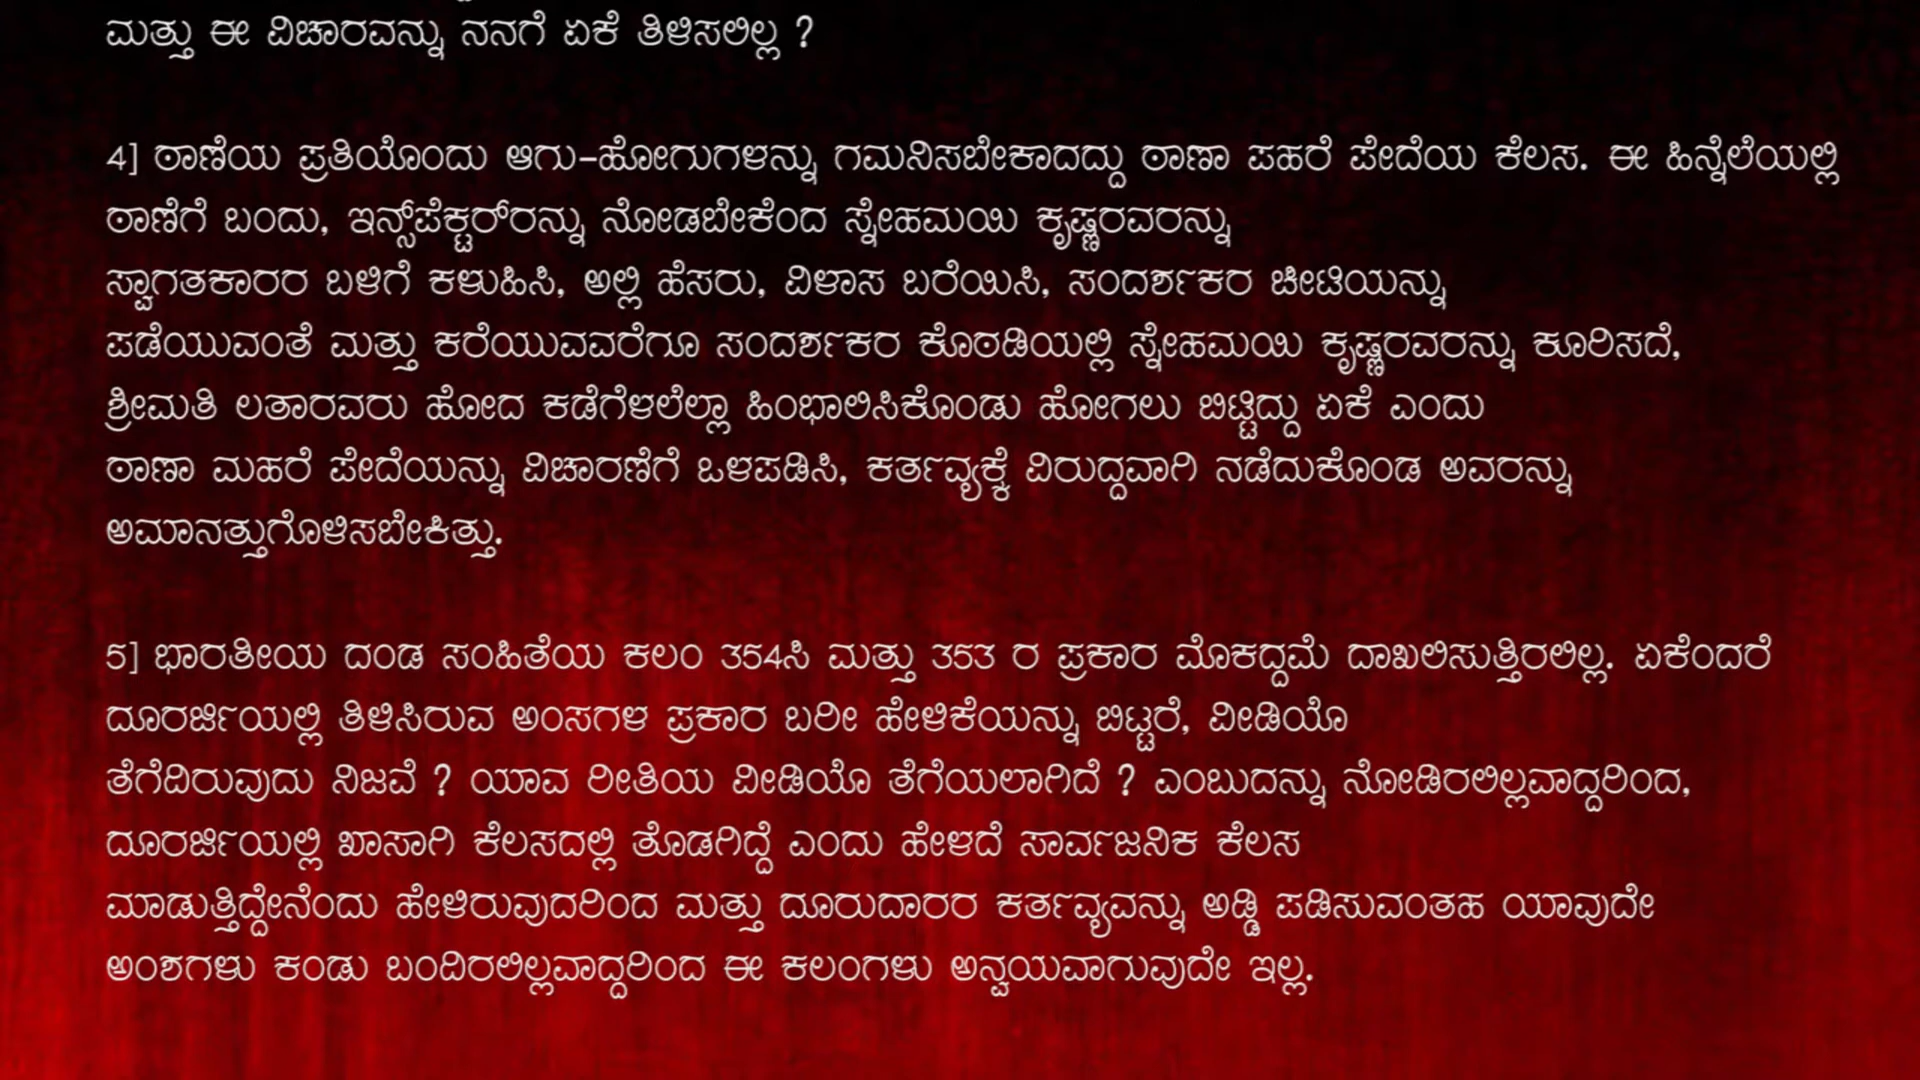 ಮತ್ತು ಈ ವಿಚಾರವನ್ನು ನನಗೆ ಏಕೆ ತಿಳಿಸಲಿಲ್ಲ ?
4] ಠಾಣೆಯ ಪ್ರತಿಯೊಂದು ಆಗು-ಹೋಗುಗಳನ್ನು ಗಮನಿಸಬೇಕಾದದ್ದು ಠಾಣಾ ಪಹರೆ ಪೇದೆಯ ಕೆಲಸ. ಈ ಹಿನ್ನೆಲೆಯಲ್ಲಿ
ಠಾಣೆಗೆ ಬಂದು, ಇನ್ಸ್‌ಪೆಕ್ಟರ್‌ರನ್ನು ನೋಡಬೇಕೆಂದ ಸ್ನೇಹಮಯಿ ಕೃಷ್ಣರವರನ್ನು
ಸ್ವಾಗತಕಾರರ ಬಳಿಗೆ ಕಳುಹಿಸಿ, ಅಲ್ಲಿ ಹೆಸರು, ವಿಳಾಸ ಬರೆಯಿಸಿ, ಸಂದರ್ಶಕರ ಚೀಟಿಯನ್ನು
ಪಡೆಯುವಂತೆ ಮತ್ತು ಕರೆಯುವವರೆಗೂ ಸಂದರ್ಶಕರ ಕೊಠಡಿಯಲ್ಲಿ ಸ್ನೇಹಮಯಿ ಕೃಷ್ಣರವರನ್ನು ಕೂರಿಸದೆ,
ಶ್ರೀಮತಿ ಲತಾರವರು ಹೋದ ಕಡೆಗೆಳಲೆಲ್ಲಾ ಹಿಂಭಾಲಿಸಿಕೊಂಡು ಹೋಗಲು ಬಿಟ್ಟಿದ್ದು ಏಕೆ ಎಂದು
ಠಾಣಾ ಮಹರೆ ಪೇದೆಯನ್ನು ವಿಚಾರಣೆಗೆ ಒಳಪಡಿಸಿ, ಕರ್ತವ್ಯಕ್ಕೆ ವಿರುದ್ದವಾಗಿ ನಡೆದುಕೊಂಡ ಅವರನ್ನು
ಅಮಾನತ್ತುಗೊಳಿಸಬೇಕಿತ್ತು.
5] ಭಾರತೀಯ ದಂಡ ಸಂಹಿತೆಯ ಕಲಂ 354ಸಿ ಮತ್ತು 353 ರ ಪ್ರಕಾರ ಮೊಕದ್ದಮೆ ದಾಖಲಿಸುತ್ತಿರಲಿಲ್ಲ. ಏಕೆಂದರೆ
ದೂರರ್ಜಿಯಲ್ಲಿ ತಿಳಿಸಿರುವ ಅಂಸಗಳ ಪ್ರಕಾರ ಬರೀ ಹೇಳಿಕೆಯನ್ನು ಬಿಟ್ಟರೆ, ವೀಡಿಯೊ
ತೆಗೆದಿರುವುದು ನಿಜವೆ ? ಯಾವ ರೀತಿಯ ವೀಡಿಯೊ ತೆಗೆಯಲಾಗಿದೆ ? ಎಂಬುದನ್ನು ನೋಡಿರಲಿಲ್ಲವಾದ್ದರಿಂದ,
ದೂರರ್ಜಿಯಲ್ಲಿ ಖಾಸಾಗಿ ಕೆಲಸದಲ್ಲಿ ತೊಡಗಿದ್ದೆ ಎಂದು ಹೇಳದೆ ಸಾರ್ವಜನಿಕ ಕೆಲಸ
ಮಾಡುತ್ತಿದ್ದೇನೆಂದು ಹೇಳಿರುವುದರಿಂದ ಮತ್ತು ದೂರುದಾರರ ಕರ್ತವ್ಯವನ್ನು ಅಡ್ಡಿ ಪಡಿಸುವಂತಹ ಯಾವುದೇ
ಅಂಶಗಳು ಕಂಡು ಬಂದಿರಲಿಲ್ಲವಾದ್ದರಿಂದ ಈ ಕಲಂಗಳು ಅನ್ವಯವಾಗುವುದೇ ಇಲ್ಲ.